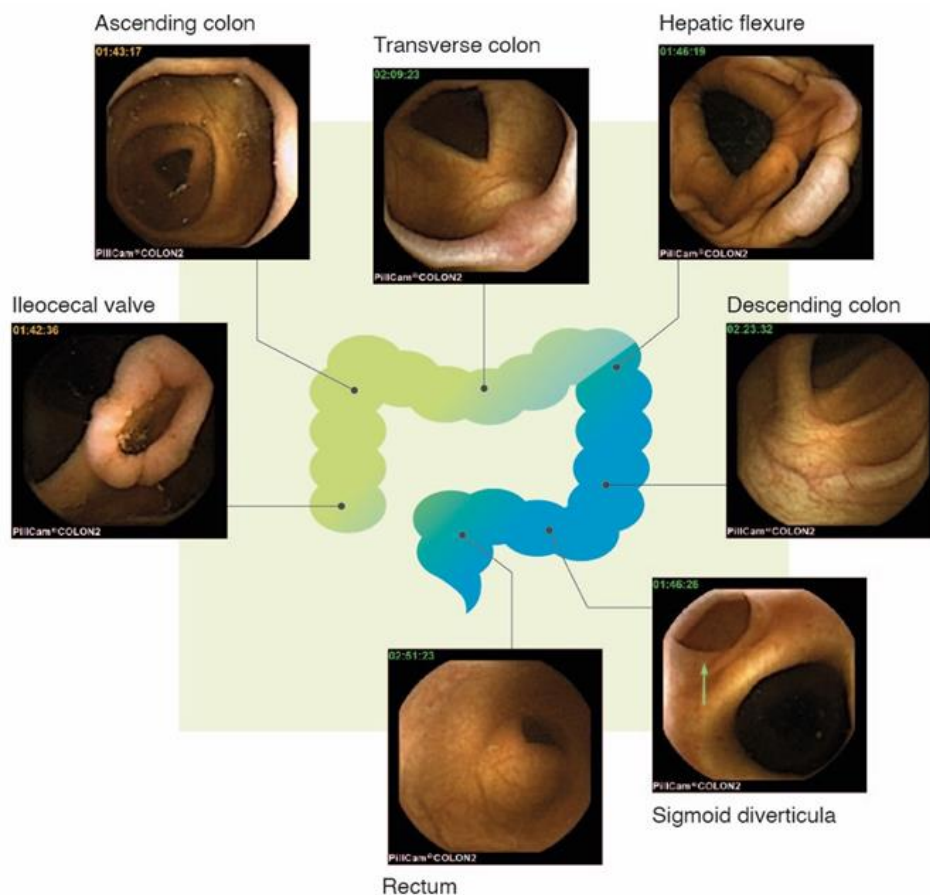 Ascending colon
01:43:17
PillCam®COLON2
Transverse colon
02:09:23
PillCam®COLON2
Hepatic flexure
01:46:19
PillCam®COLON2
Ileocecal valve
01:42:36
PillCam®COLON2
Descending colon
02:23:32
PillCam®COLON2
01:46:26
PillCam®COLON2
Sigmoid diverticula
02:51:23
PillCam®COLON2
Rectum